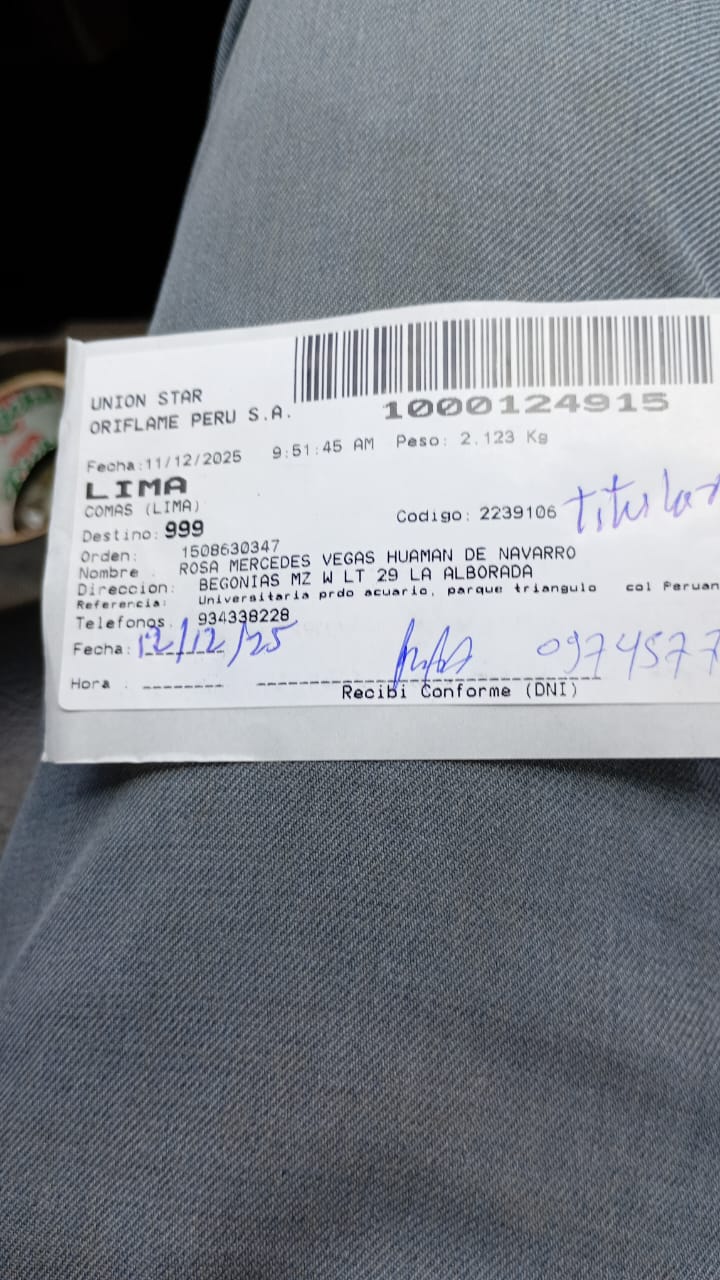 UNION STAR
ORIFLAME PERU S.A.
1000124915
Fecha:11/12/2025 9:51:45 AM Peso: 2.123 Kg
LIMA
COMAS (LIMA)
Codigo: 2239106 Titular
Destino: 999
Orden: 1508630347
Nombre ROSA MERCEDES VEGAS HUAMAN DE NAVARRO
Direccion: BEGONIAS MZ W LT 29 LA ALBORADA
Referencia: Universitaria prdo acuario, parque triangulo col Peruan
Telefonos. 934338228
Fecha: 12/12/25
0974577
Hora .
Recibi Conforme (DNI)